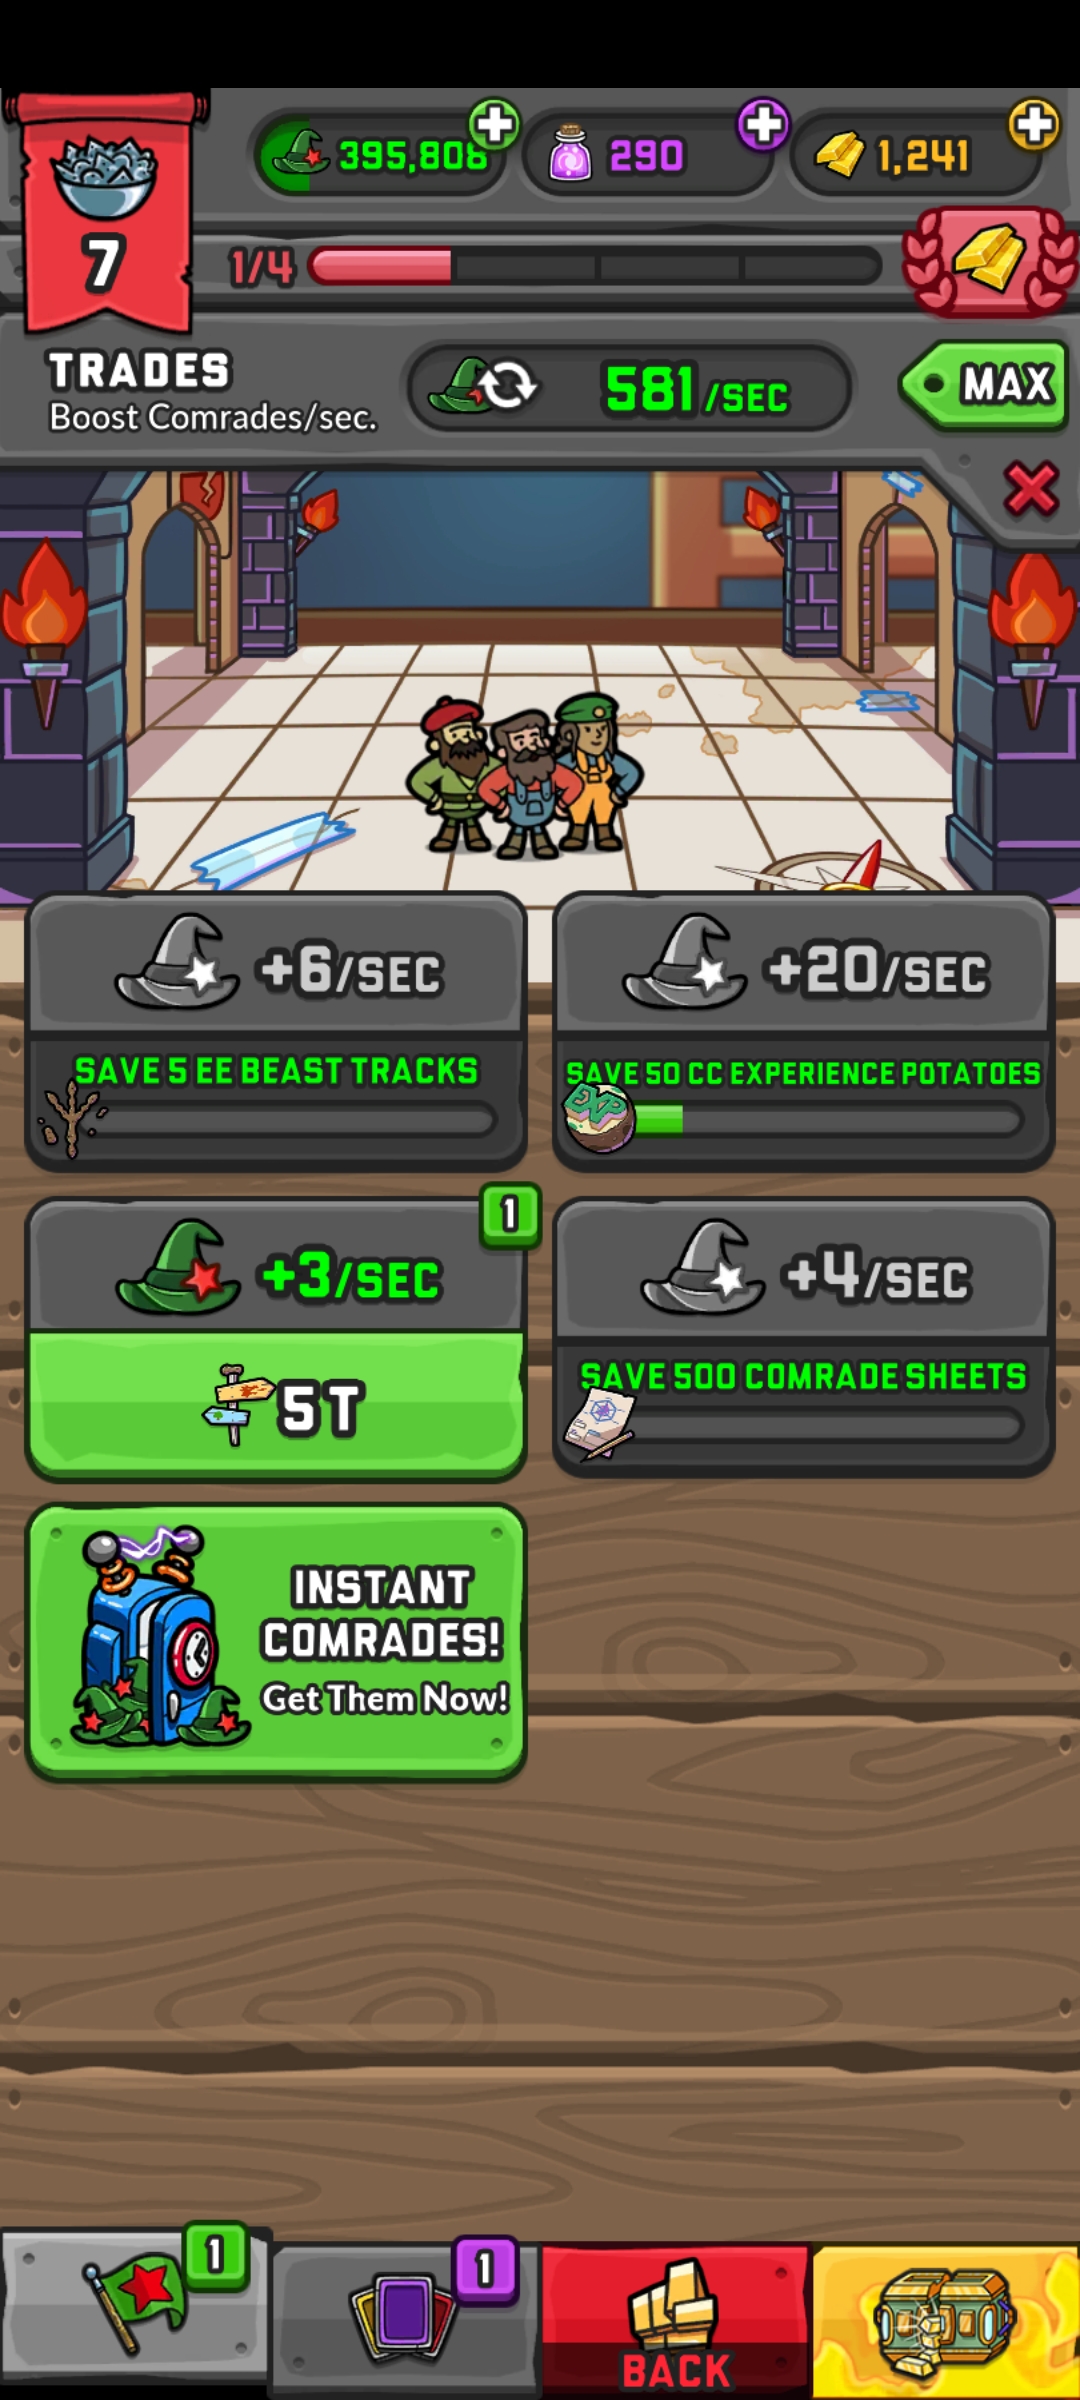 395,808
290
1,241
7
1/4
TRADES
Boost Comrades/sec.
581 /SEC
MAX
+6/SEC
+20/SEC
SAVE 5 EE BEAST TRACKS
SAVE 50 CC EXPERIENCE POTATOES
EXP
1
+3/SEC
+4/SEC
5 T
SAVE 500 COMRADE SHEETS
INSTANT
COMRADES!
Get Them Now!
1
1
BACK